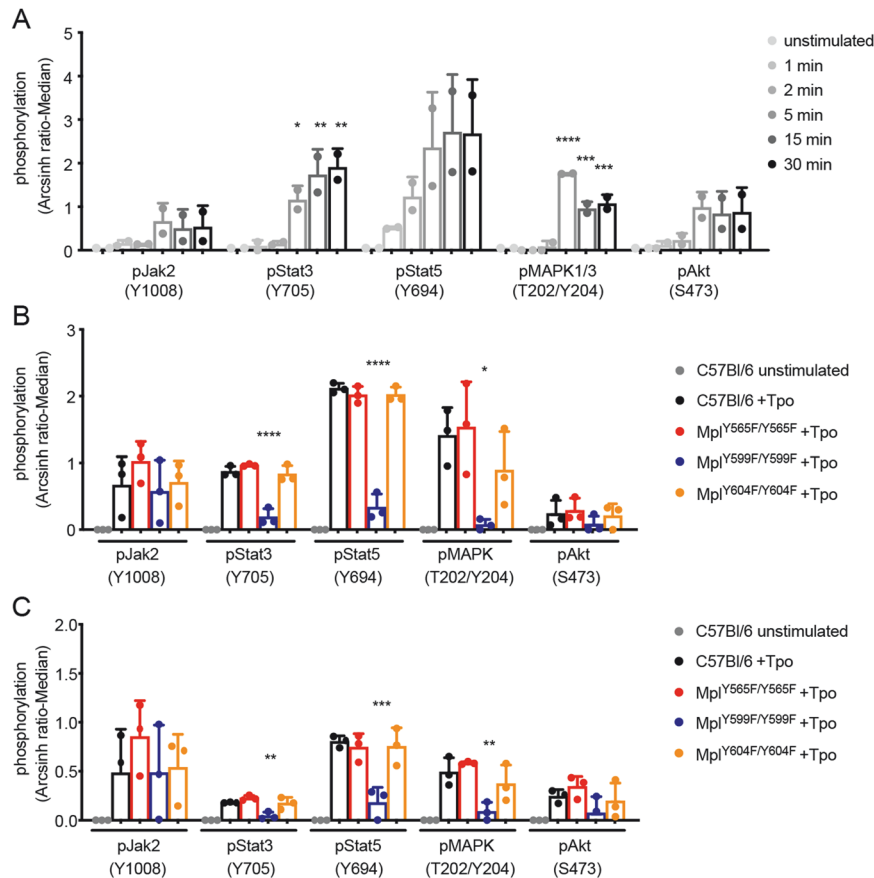 A
phosphorylation
(Arcsinh ratio-Median)
5
4
3
2
1
0
*
**
**
****
***
***
unstimulated
1 min
2 min
5 min
15 min
30 min
pJak2
(Y1008)
pStat3
(Y705)
pStat5
(Y694)
pMAPK1/3
(T202/Y204)
pAkt
(S473)
B
phosphorylation
(Arcsinh ratio-Median)
3
2
1
0
****
****
*
C57Bl/6 unstimulated
C57Bl/6 +Tpo
MplY565F/Y565F +Tpo
MplY599F/Y599F +Tpo
MplY604F/Y604F +Tpo
pJak2
(Y1008)
pStat3
(Y705)
pStat5
(Y694)
pMAPK
(T202/Y204)
pAkt
(S473)
C
phosphorylation
(Arcsinh ratio-Median)
2.0
1.5
1.0
0.5
0.0
**
***
**
C57Bl/6 unstimulated
C57Bl/6 +Tpo
MplY565F/Y565F +Tpo
MplY599F/Y599F +Tpo
MplY604F/Y604F +Tpo
pJak2
(Y1008)
pStat3
(Y705)
pStat5
(Y694)
pMAPK
(T202/Y204)
pAkt
(S473)